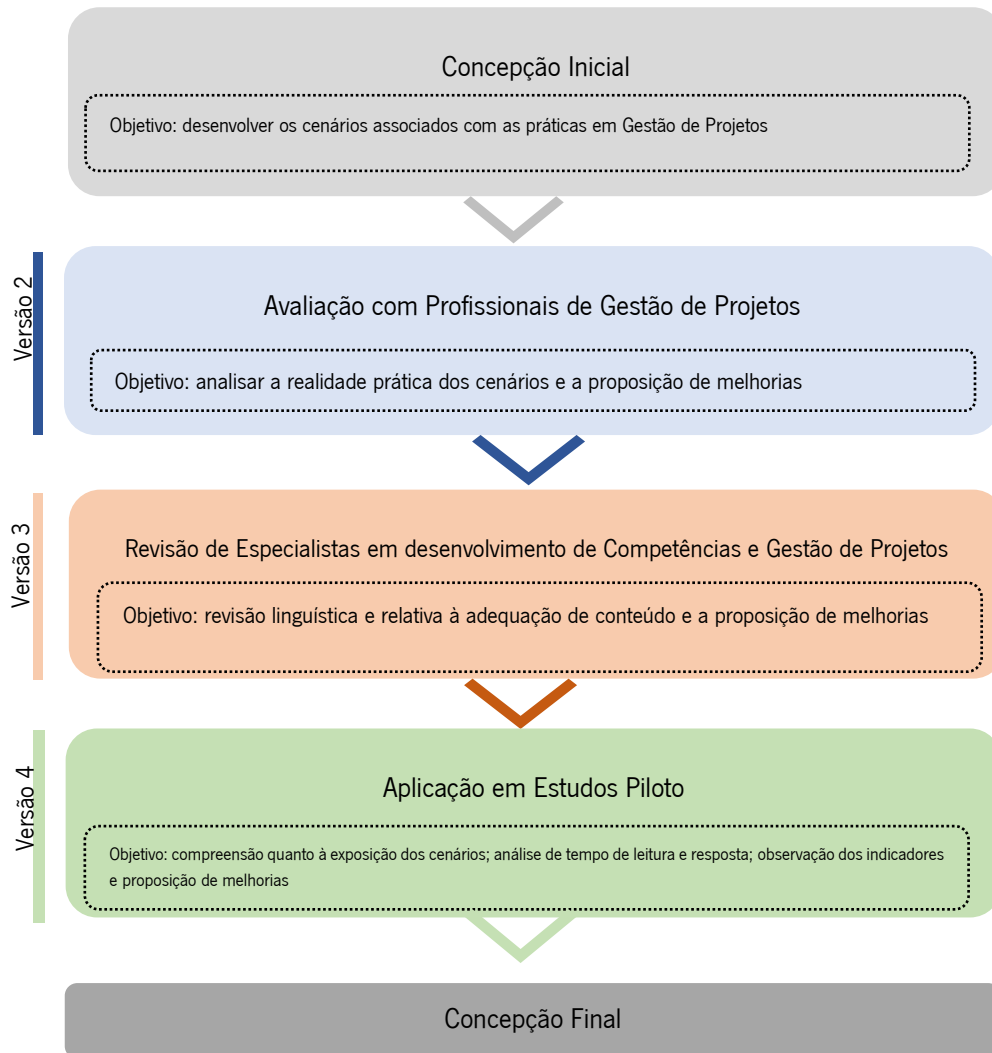 Concepção Inicial
Objetivo: desenvolver os cenários associados com as práticas em Gestão de Projetos
Versão 2
Avaliação com Profissionais de Gestão de Projetos
Objetivo: analisar a realidade prática dos cenários e a proposição de melhorias
Versão 3
Revisão de Especialistas em desenvolvimento de Competências e Gestão de Projetos
Objetivo: revisão linguística e relativa à adequação de conteúdo e a proposição de melhorias
Versão 4
Aplicação em Estudos Piloto
Objetivo: compreensão quanto à exposição dos cenários; análise de tempo de leitura e resposta; observação dos indicadores
e proposição de melhorias
Concepção Final